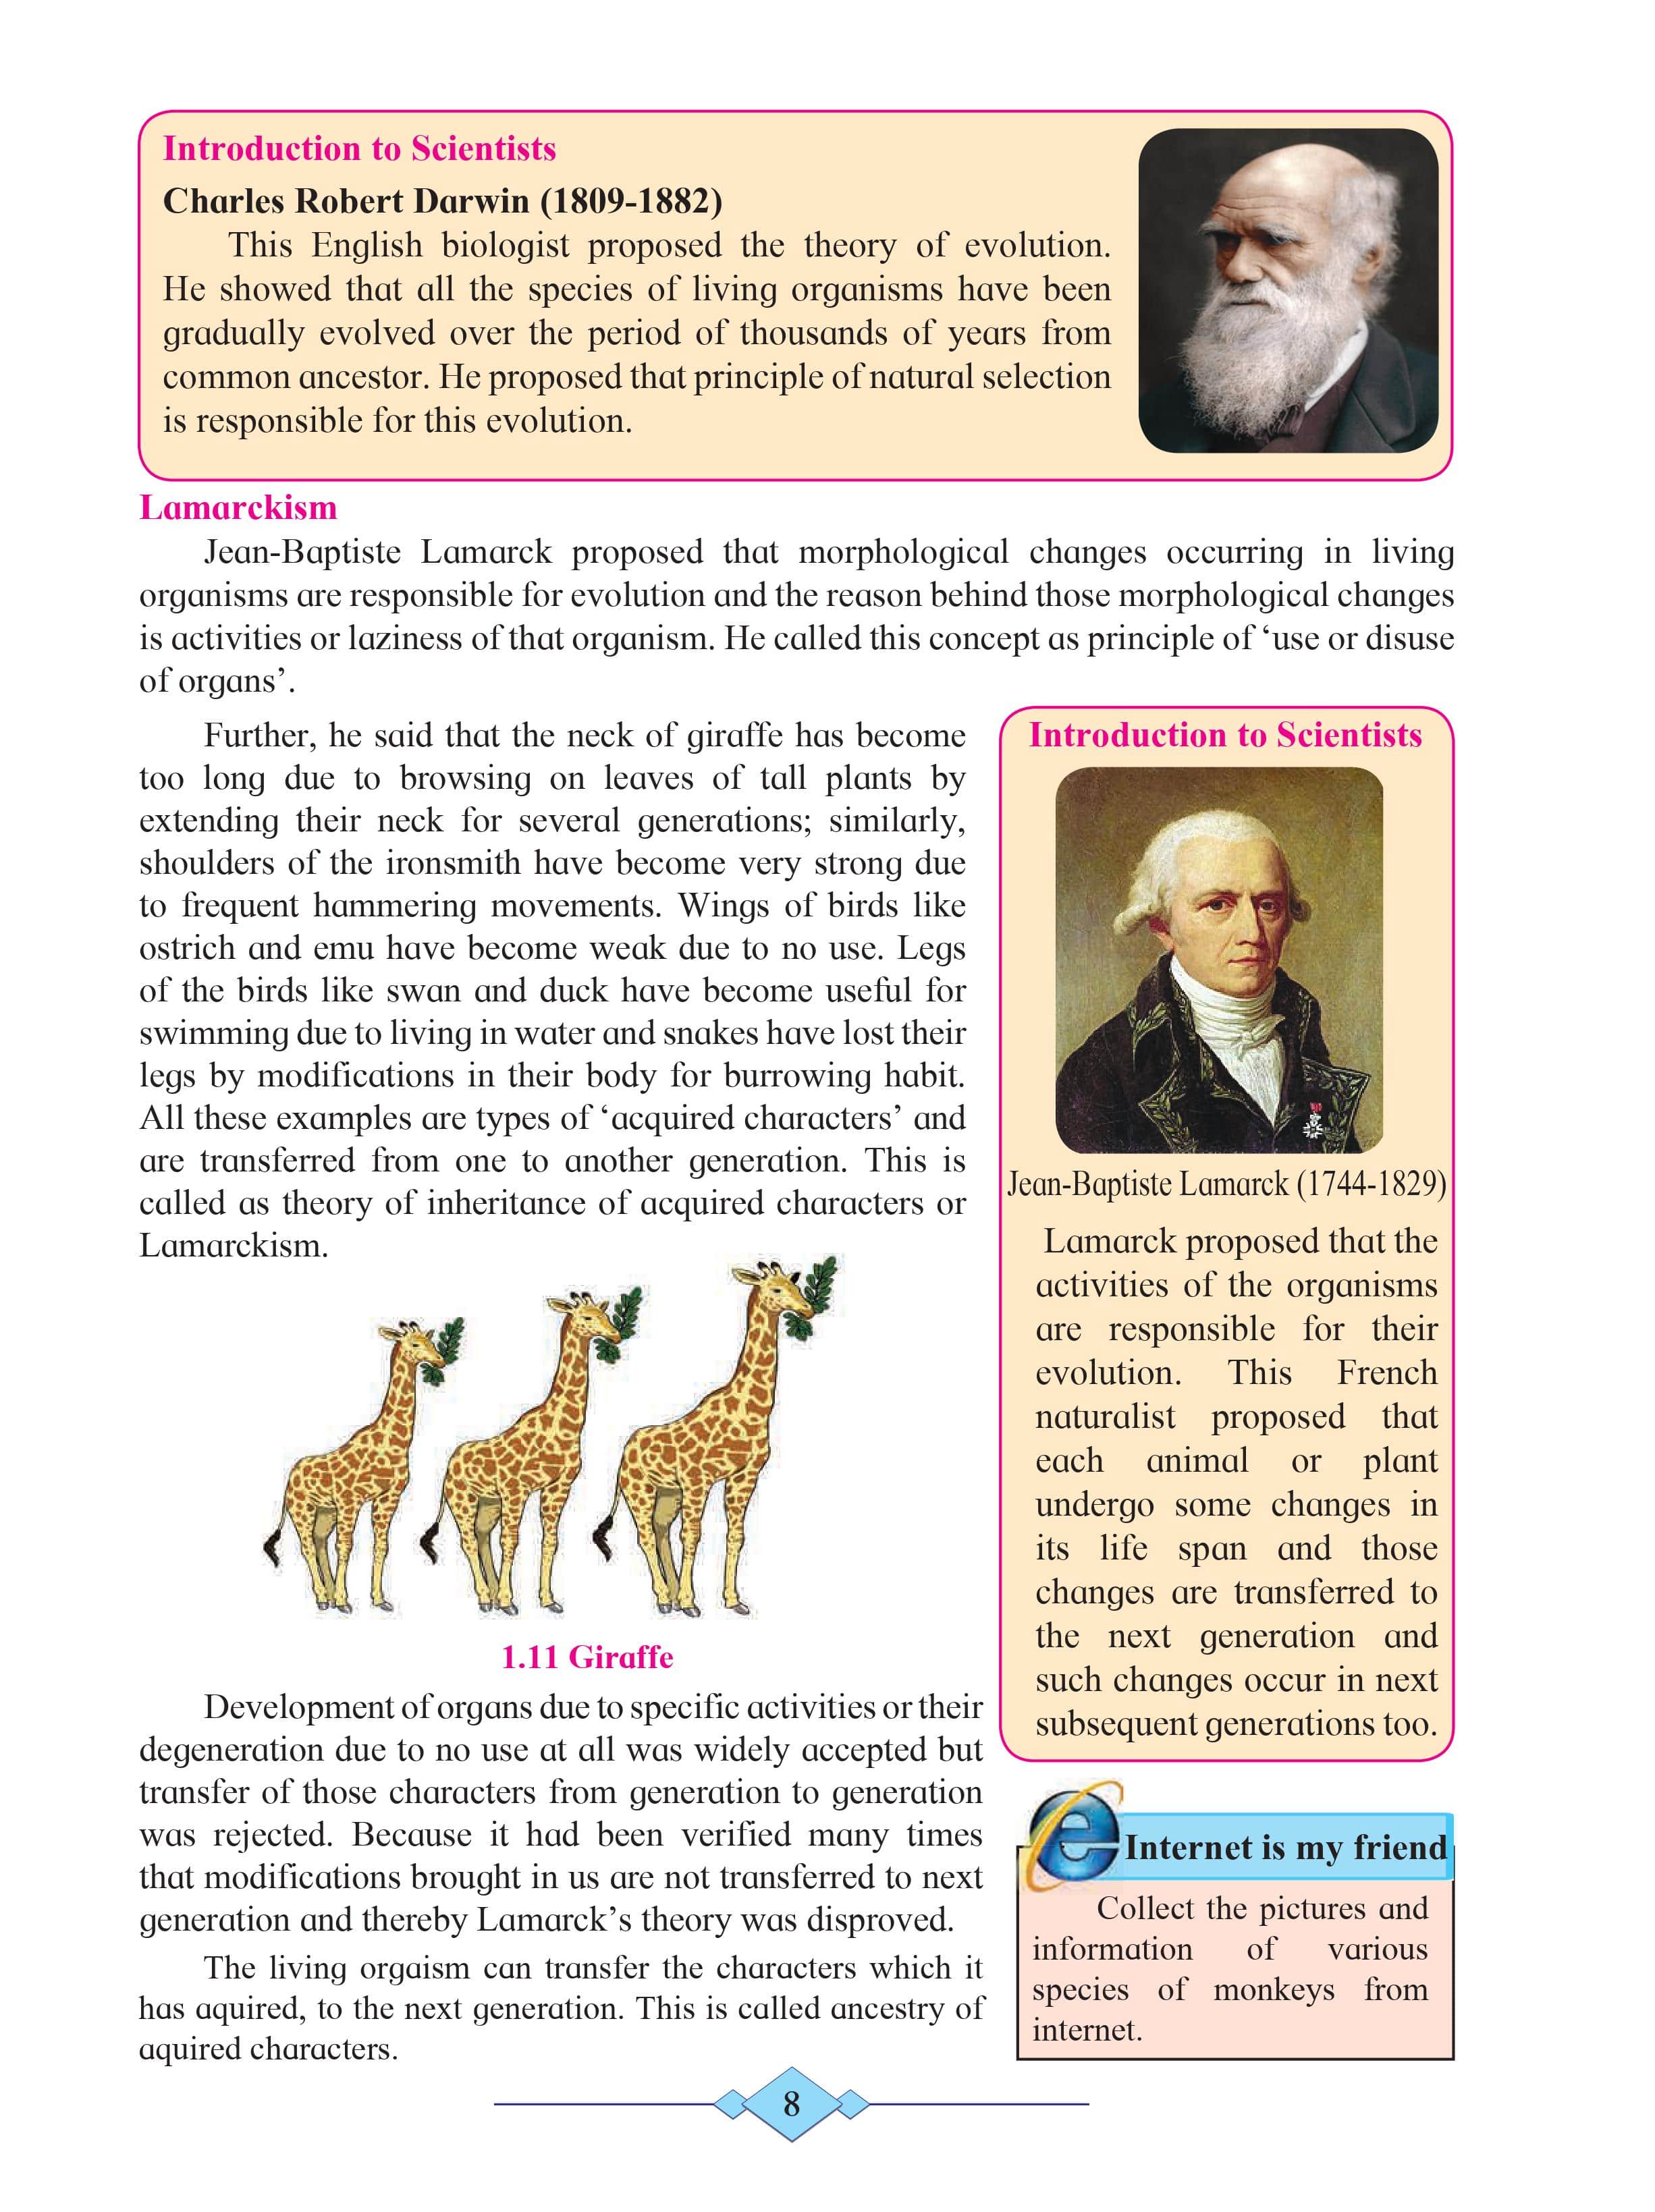 Introduction to Scientists
Charles Robert Darwin (1809-1882)
This English biologist proposed the theory of evolution.
He showed that all the species of living organisms have been
gradually evolved over the period of thousands of years from
common ancestor. He proposed that principle of natural selection
is responsible for this evolution.
Lamarckism
Jean-Baptiste Lamarck proposed that morphological changes occurring in living
organisms are responsible for evolution and the reason behind those morphological changes
is activities or laziness of that organism. He called this concept as principle of ‘use or disuse
of organs’.
Further, he said that the neck of giraffe has become
too long due to browsing on leaves of tall plants by
extending their neck for several generations; similarly,
shoulders of the ironsmith have become very strong due
to frequent hammering movements. Wings of birds like
ostrich and emu have become weak due to no use. Legs
of the birds like swan and duck have become useful for
swimming due to living in water and snakes have lost their
legs by modifications in their body for burrowing habit.
All these examples are types of ‘acquired characters’ and
are transferred from one to another generation. This is
called as theory of inheritance of acquired characters or
Lamarckism.
1.11 Giraffe
Development of organs due to specific activities or their
degeneration due to no use at all was widely accepted but
transfer of those characters from generation to generation
was rejected. Because it had been verified many times
that modifications brought in us are not transferred to next
generation and thereby Lamarck’s theory was disproved.
The living orgaism can transfer the characters which it
has aquired, to the next generation. This is called ancestry of
aquired characters.
Introduction to Scientists
Jean-Baptiste Lamarck (1744-1829)
Lamarck proposed that the
activities of the organisms
are responsible for their
evolution. This French
naturalist proposed that
each animal or plant
undergo some changes in
its life span and those
changes are transferred to
the next generation and
such changes occur in next
subsequent generations too.
Internet is my friend
Collect the pictures and
information of various
species of monkeys from
internet.
8